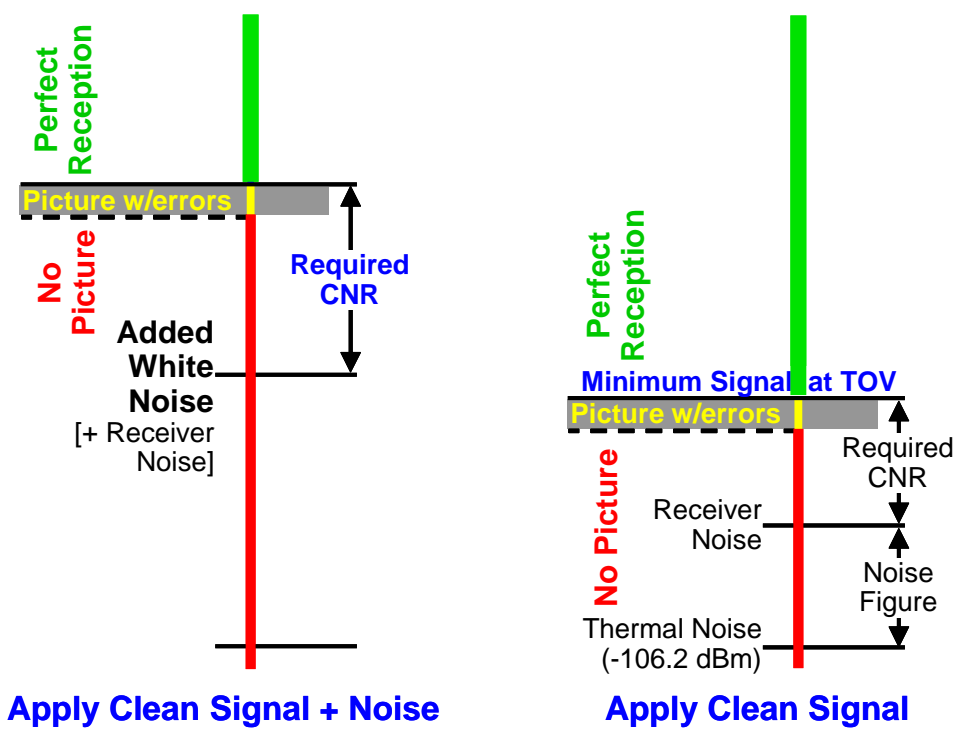 Perfect
Reception
Picture w/errors
No
Picture
Required
CNR
Added
White
Noise
[+ Receiver
Noise]
Apply Clean Signal + Noise
Perfect
Reception
Minimum Signal at TOV
Picture w/errors
No Picture
Required
CNR
Receiver
Noise
Noise
Figure
Thermal Noise
(-106.2 dBm)
Apply Clean Signal